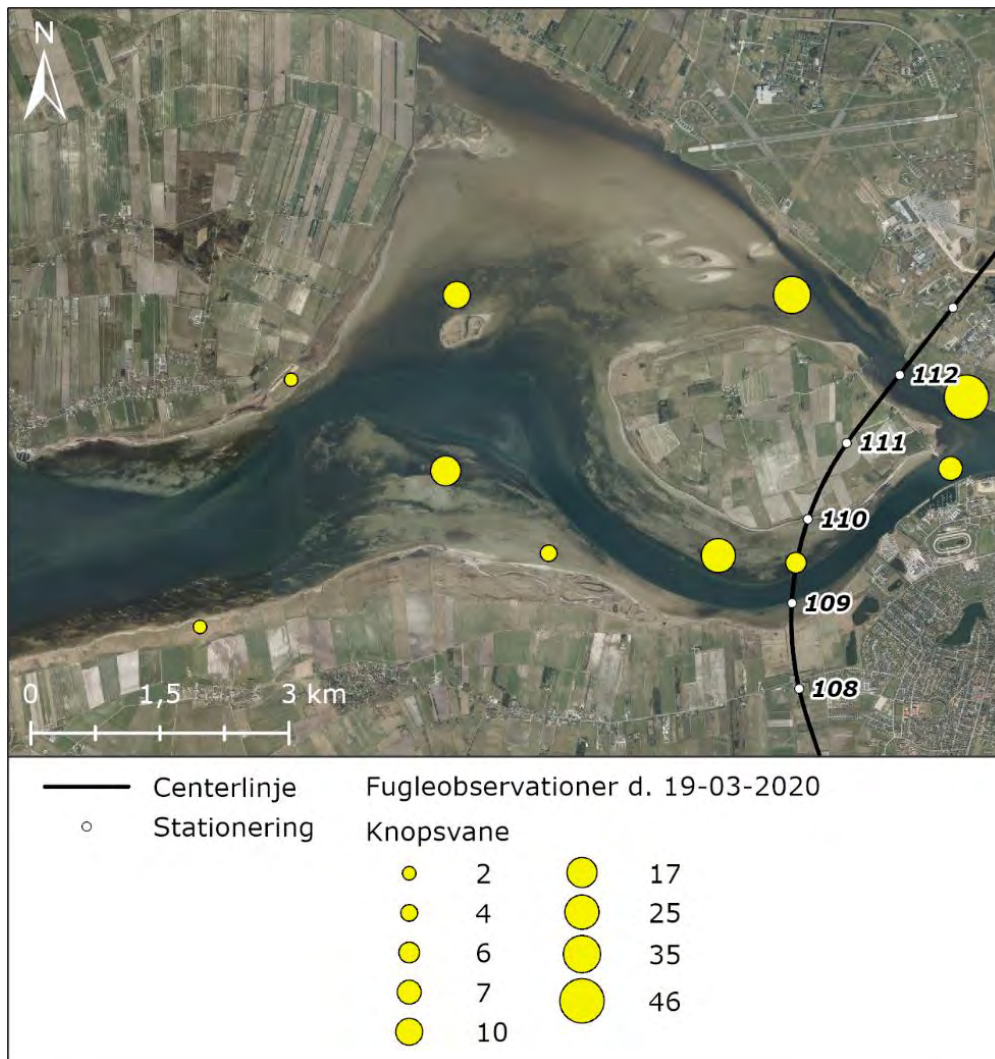 N
112
111
110
109
108
0 1,5 3 km
Centerlinje
Stationering
Fugleobservationer d. 19-03-2020
Knopsvane
2
4
6
7
10
17
25
35
46